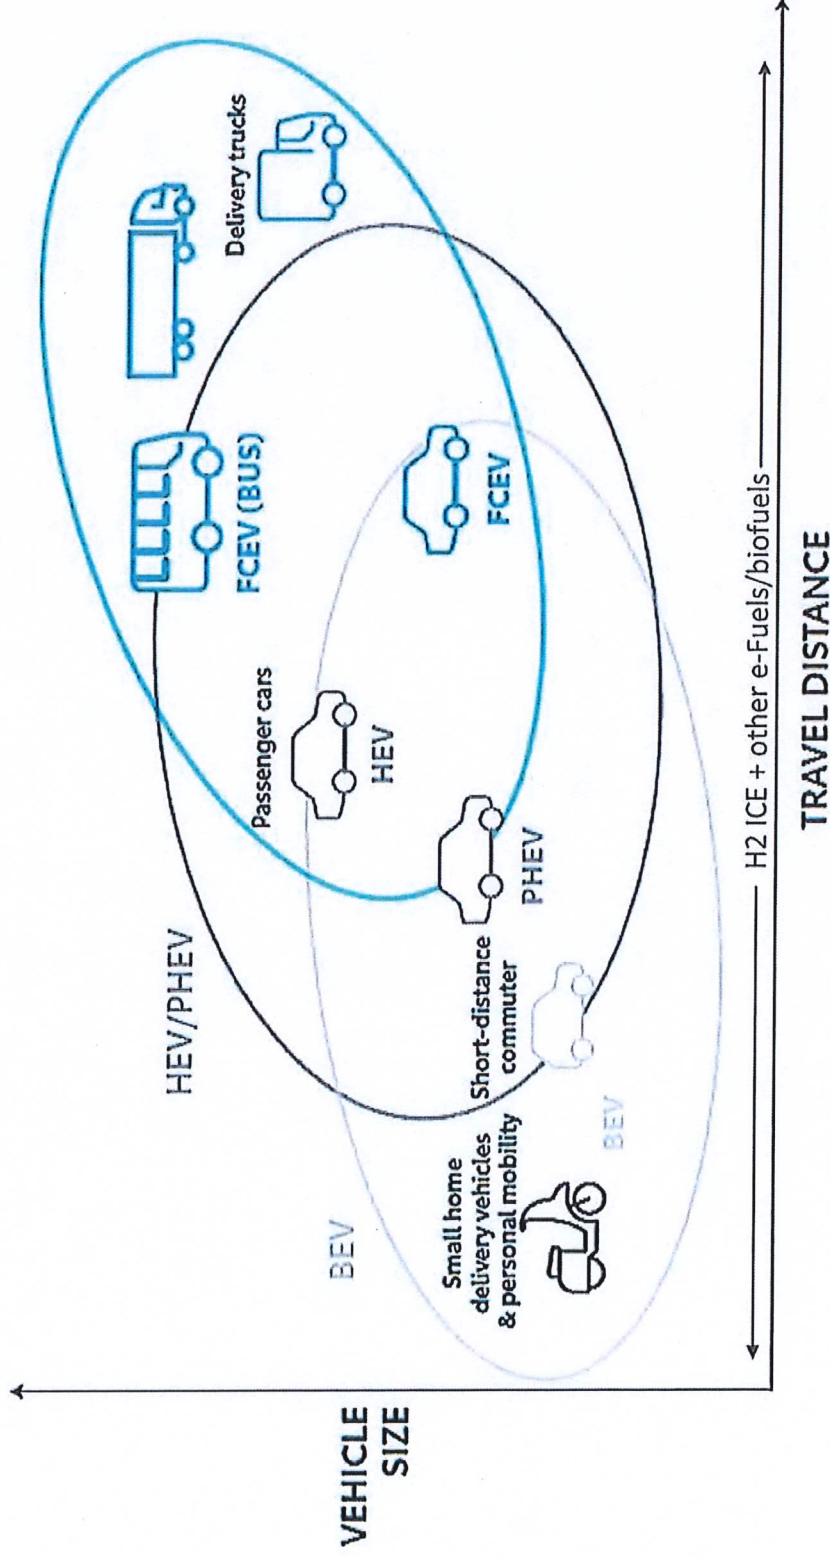 VEHICLE
SIZE
HEV/PHEV
BEV
FCEV (BUS)
Delivery trucks
Passenger cars
HEV
FCEV
PHEV
Short-distance
commuter
Small home
delivery vehicles
& personal mobility
BEV
H2 ICE + other e-Fuels/biofuels
TRAVEL DISTANCE